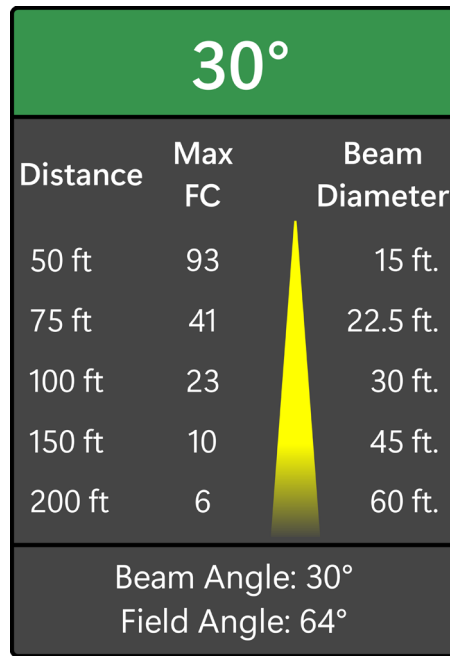 30°
Distance Max FC Beam Diameter
50 ft 93 15 ft.
75 ft 41 22.5 ft.
100 ft 23 30 ft.
150 ft 10 45 ft.
200 ft 6 60 ft.
Beam Angle: 30°
Field Angle: 64°